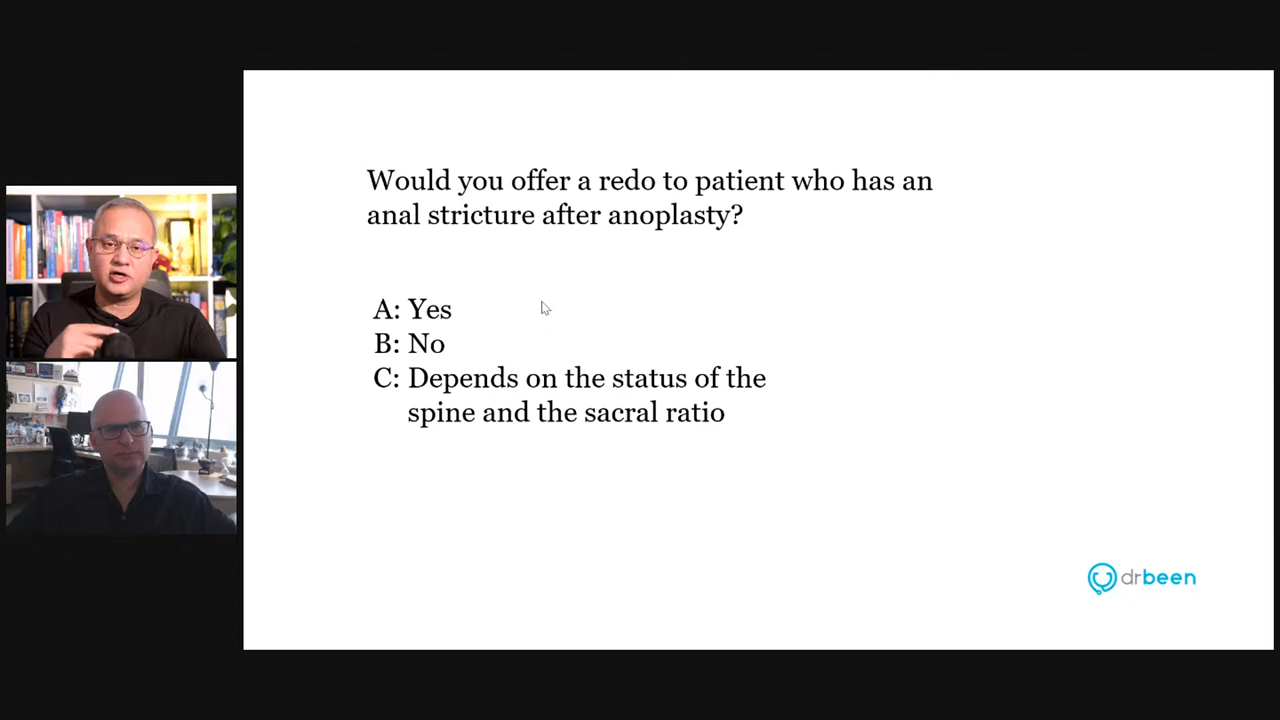 Would you offer a redo to patient who has an
anal stricture after anoplasty?
A: Yes
B: No
C: Depends on the status of the
spine and the sacral ratio
drbeen